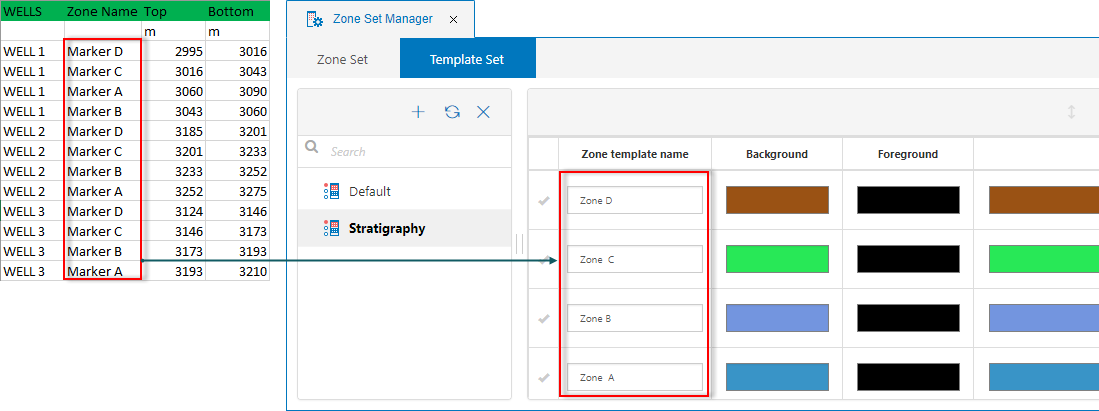 WELLS Zone Name Top Bottom
m m
WELL 1 Marker D 2995 3016
WELL 1 Marker C 3016 3043
WELL 1 Marker A 3060 3090
WELL 1 Marker B 3043 3060
WELL 2 Marker D 3185 3201
WELL 2 Marker C 3201 3233
WELL 2 Marker B 3233 3252
WELL 2 Marker A 3252 3275
WELL 3 Marker D 3124 3146
WELL 3 Marker C 3146 3173
WELL 3 Marker B 3173 3193
WELL 3 Marker A 3193 3210
Zone Set Manager
Zone Set Template Set
Search
Default
Stratigraphy
Zone template name Background Foreground
Zone D
Zone C
Zone B
Zone A